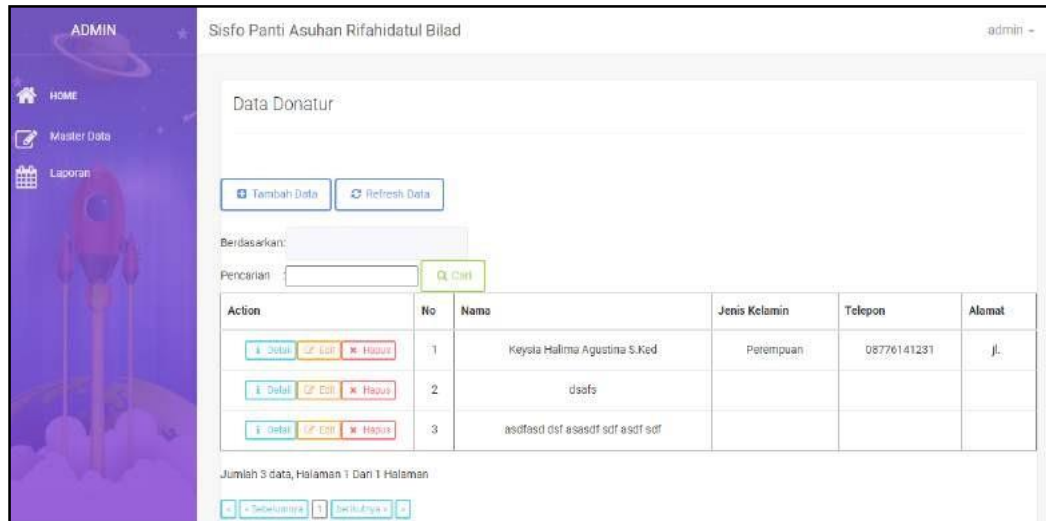 ADMIN
Sisfo Panti Asuhan Rifahidatul Bilad
admin
HOME
Master Data
Laporan
Data Donatur
Tambah Data
Refresh Data
Berdasarkan:
Pencarian :
Cari
Action No Nama Jenis Kelamin Telepon Alamat
Detail Edit Hapus 1 Keysia Halima Agustina S.Ked Perempuan 08776141231 jl.
Detail Edit Hapus 2 dsafs
Detail Edit Hapus 3 asdfasd dsf asasdf sdf asdf sdf
Jumlah 3 data, Halaman 1 Dari 1 Halaman
« « Sebelumnya 1 berikutnya » »